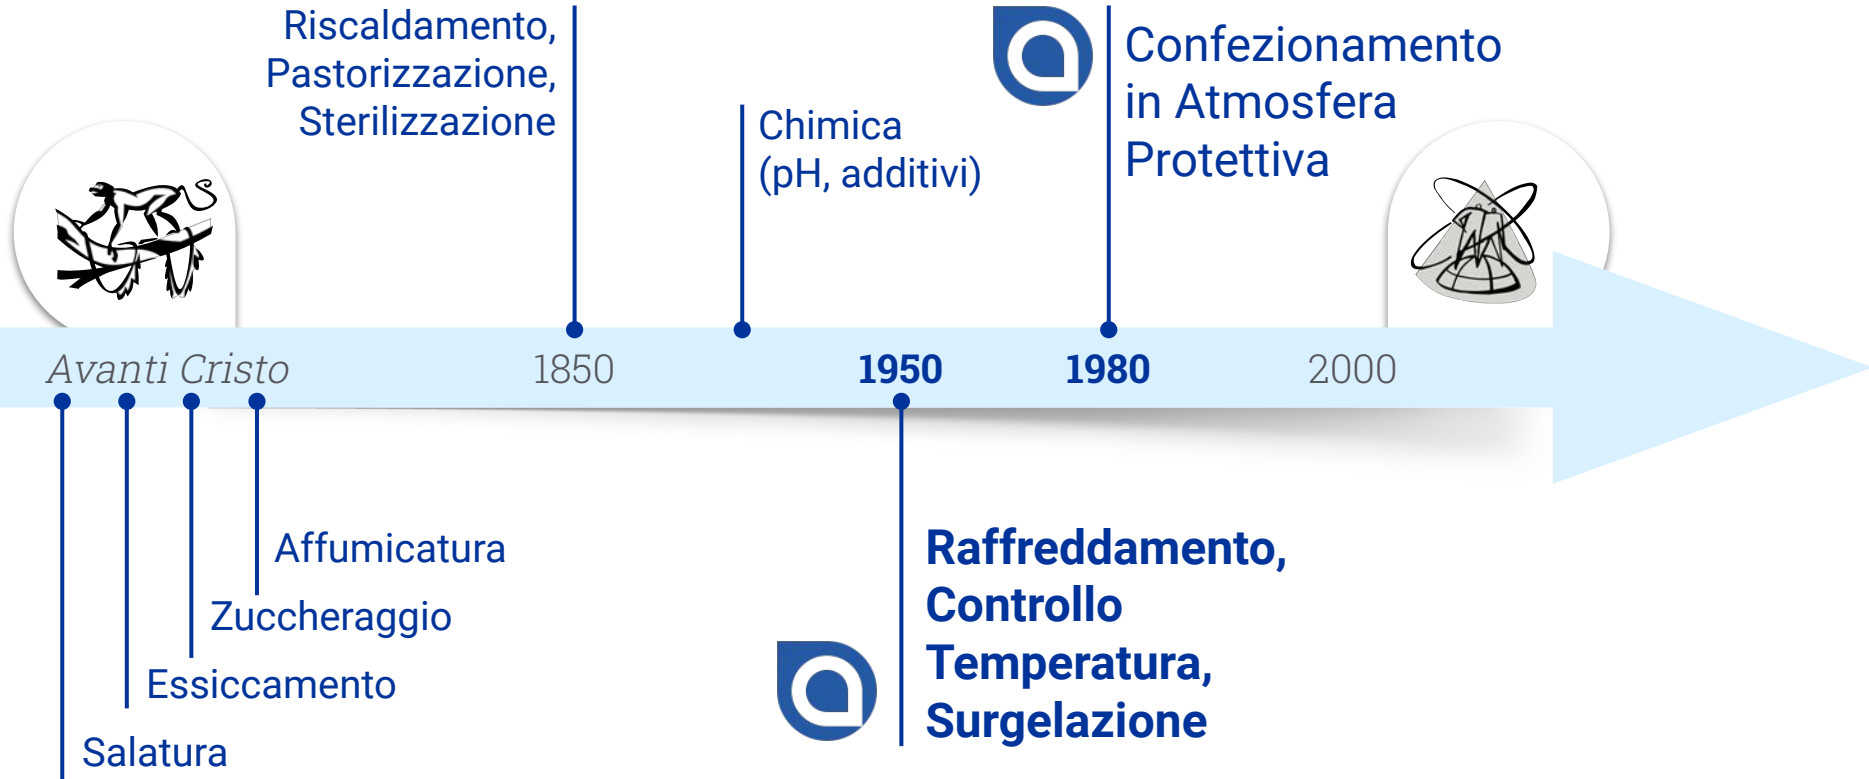 Riscaldamento,
Pastorizzazione,
Sterilizzazione
Chimica
(pH, additivi)
Confezionamento
in Atmosfera
Protettiva
Avanti Cristo
1850
1950
1980
2000
Affumicatura
Zuccheraggio
Essiccamento
Salatura
Raffreddamento,
Controllo
Temperatura,
Surgelazione